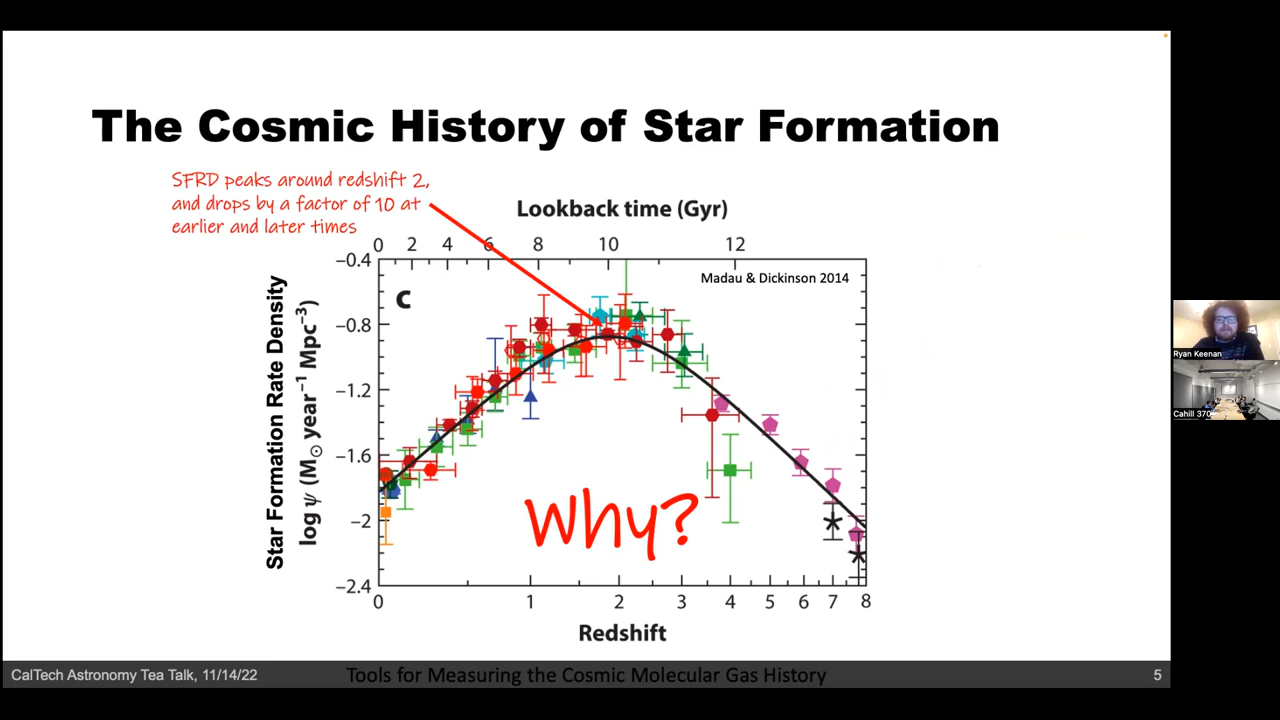 The Cosmic History of Star Formation
SFRD peaks around redshift 2,
and drops by a factor of 10 at
earlier and later times
Lookback time (Gyr)
0 2 4 6 8 10 12
Madau & Dickinson 2014
C
Star Formation Rate Density
log ψ (M☉ year⁻¹ Mpc⁻³)
−0.4
−0.8
−1.2
−1.6
−2
−2.4
Why?
0 1 2 3 4 5 6 7 8
Redshift
CalTech Astronomy Tea Talk, 11/14/22
Tools for Measuring the Cosmic Molecular Gas History
5
Ryan Keenan
Cahill 370